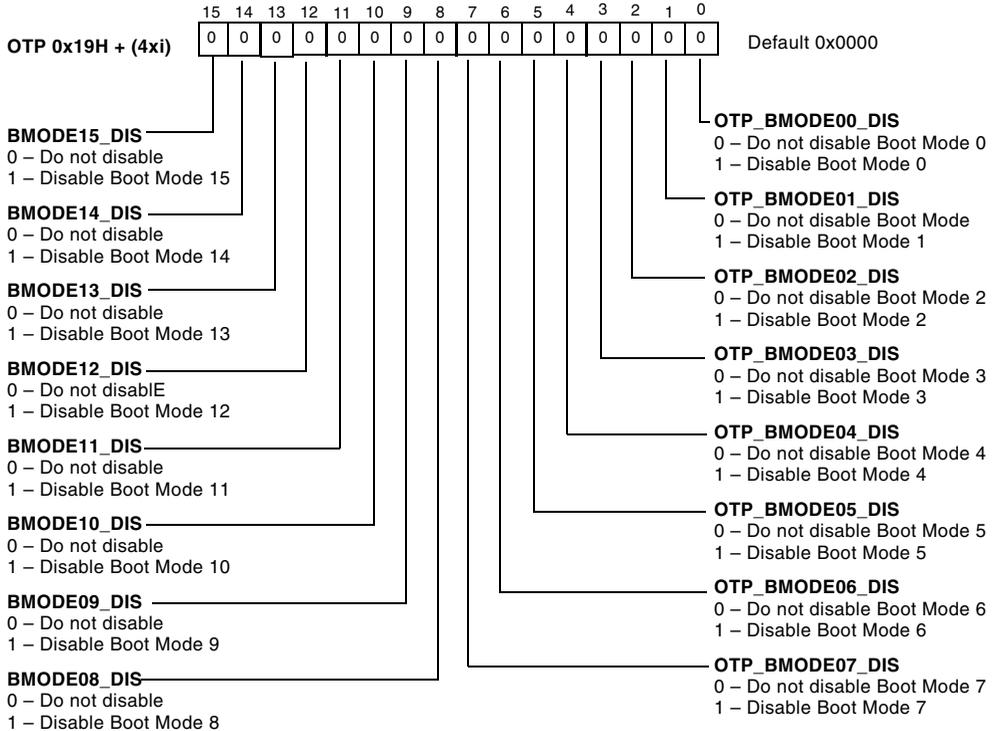 15 14 13 12 11 10 9 8 7 6 5 4 3 2 1 0
OTP 0x19H + (4xi) 0 0 0 0 0 0 0 0 0 0 0 0 0 0 0 0 Default 0x0000
BMODE15_DIS
0 – Do not disable
1 – Disable Boot Mode 15
BMODE14_DIS
0 – Do not disable
1 – Disable Boot Mode 14
BMODE13_DIS
0 – Do not disable
1 – Disable Boot Mode 13
BMODE12_DIS
0 – Do not disablE
1 – Disable Boot Mode 12
BMODE11_DIS
0 – Do not disable
1 – Disable Boot Mode 11
BMODE10_DIS
0 – Do not disable
1 – Disable Boot Mode 10
BMODE09_DIS
0 – Do not disable
1 – Disable Boot Mode 9
BMODE08_DIS
0 – Do not disable
1 – Disable Boot Mode 8
OTP_BMODE00_DIS
0 – Do not disable Boot Mode 0
1 – Disable Boot Mode 0
OTP_BMODE01_DIS
0 – Do not disable Boot Mode
1 – Disable Boot Mode 1
OTP_BMODE02_DIS
0 – Do not disable Boot Mode 2
1 – Disable Boot Mode 2
OTP_BMODE03_DIS
0 – Do not disable Boot Mode 3
1 – Disable Boot Mode 3
OTP_BMODE04_DIS
0 – Do not disable Boot Mode 4
1 – Disable Boot Mode 4
OTP_BMODE05_DIS
0 – Do not disable Boot Mode 5
1 – Disable Boot Mode 5
OTP_BMODE06_DIS
0 – Do not disable Boot Mode 6
1 – Disable Boot Mode 6
OTP_BMODE07_DIS
0 – Do not disable Boot Mode 7
1 – Disable Boot Mode 7